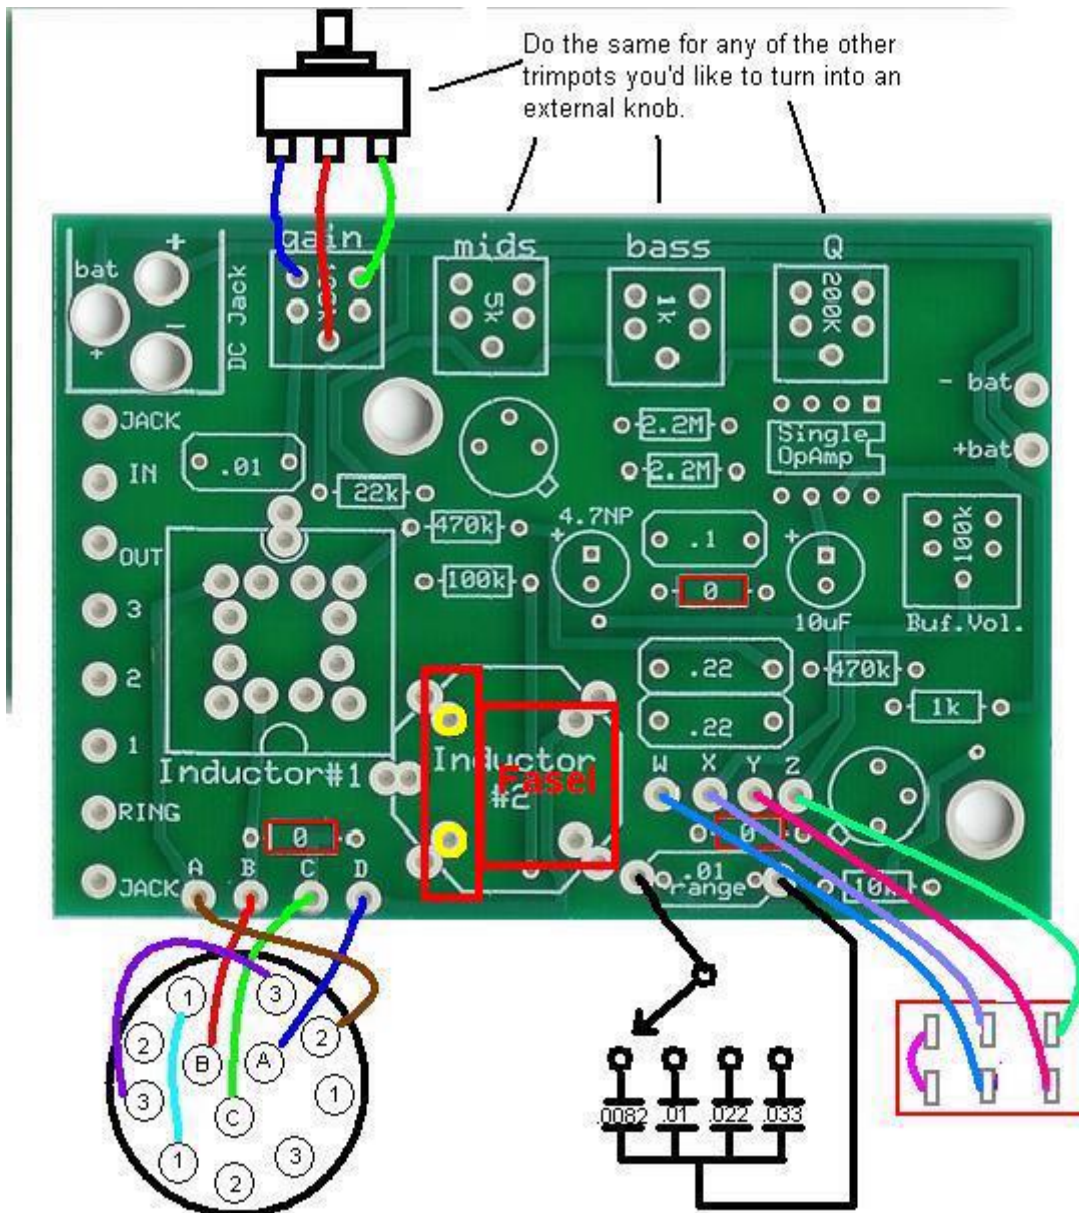 Do the same for any of the other
trimpots you'd like to turn into an
external knob.
gain
mids
bass
Q
bat
+
-
+
DC Jack
5k
1k
200k
- bat
+bat
JACK
IN
OUT
3
2
1
RING
JACK
.01
22k
470k
100k
2.2M
2.2M
Single
OpAmp
4.7NP
+
.1
0
+
10uF
100k
Buf.Vol.
.22
.22
470k
1k
Inductor#1
Inductor
#2
Fasel
W X Y Z
0
0
.01
range
10k
A B C D
1
3
2
2
B
A
3
C
1
1
3
2
.0082
.01
.022
.033